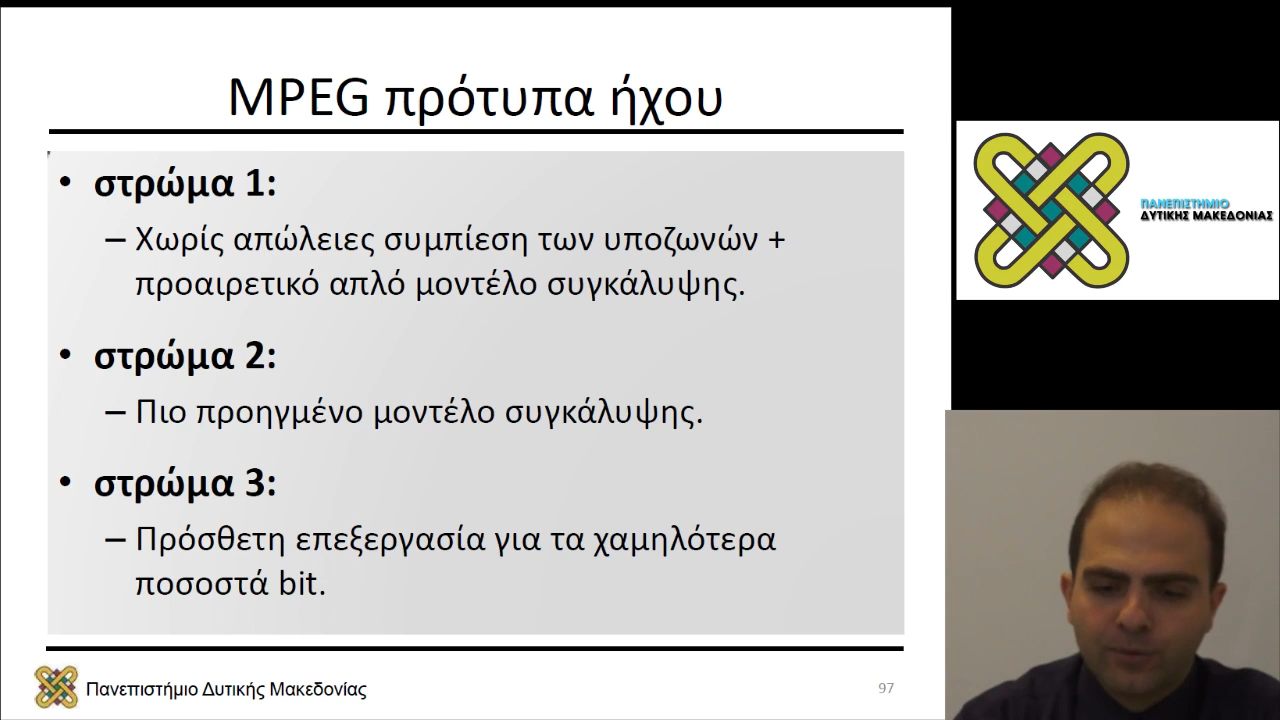 MPEG πρότυπα ήχου
• στρώμα 1:
– Χωρίς απώλειες συμπίεση των υποζωνών +
προαιρετικό απλό μοντέλο συγκάλυψης.
• στρώμα 2:
– Πιο προηγμένο μοντέλο συγκάλυψης.
• στρώμα 3:
– Πρόσθετη επεξεργασία για τα χαμηλότερα
ποσοστά bit.
Πανεπιστήμιο Δυτικής Μακεδονίας
97
ΠΑΝΕΠΙΣΤΗΜΙΟ
ΔΥΤΙΚΗΣ ΜΑΚΕΔΟΝΙΑΣ